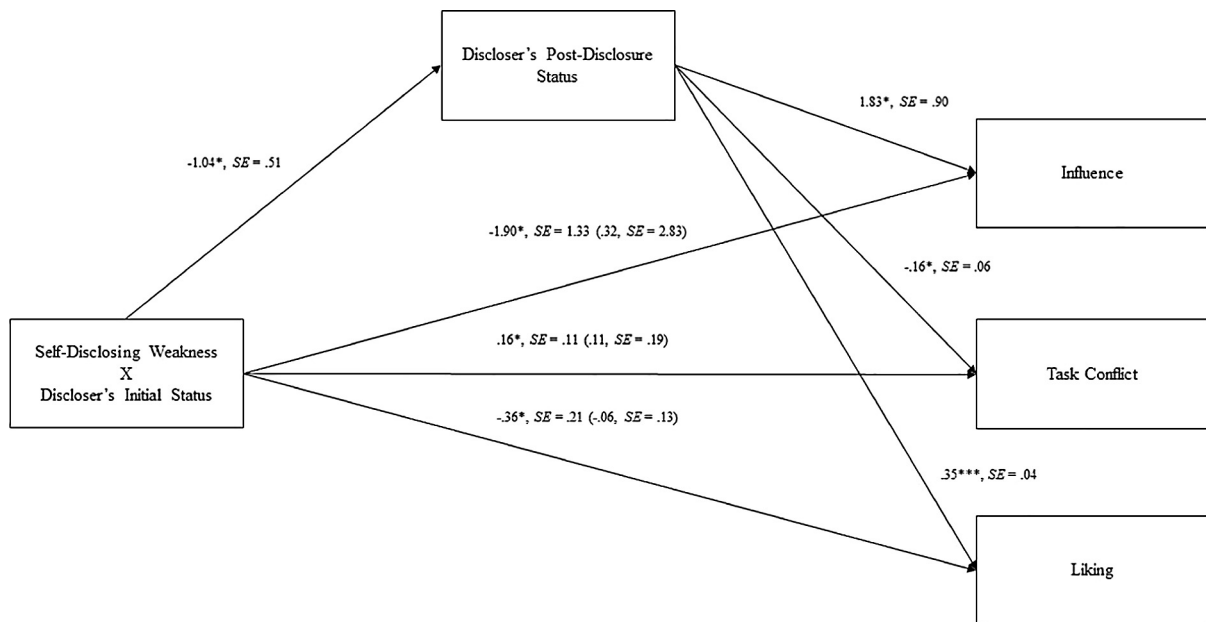 Discloser’s Post-Disclosure
Status
1.83*, SE = .90
Influence
-1.04*, SE = .51
-1.90*, SE = 1.33 (.32, SE = 2.83)
-.16*, SE = .06
Self-Disclosing Weakness
X
Discloser’s Initial Status
.16*, SE = .11 (.11, SE = .19)
Task Conflict
-.36*, SE = .21 (-.06, SE = .13)
.35***, SE = .04
Liking